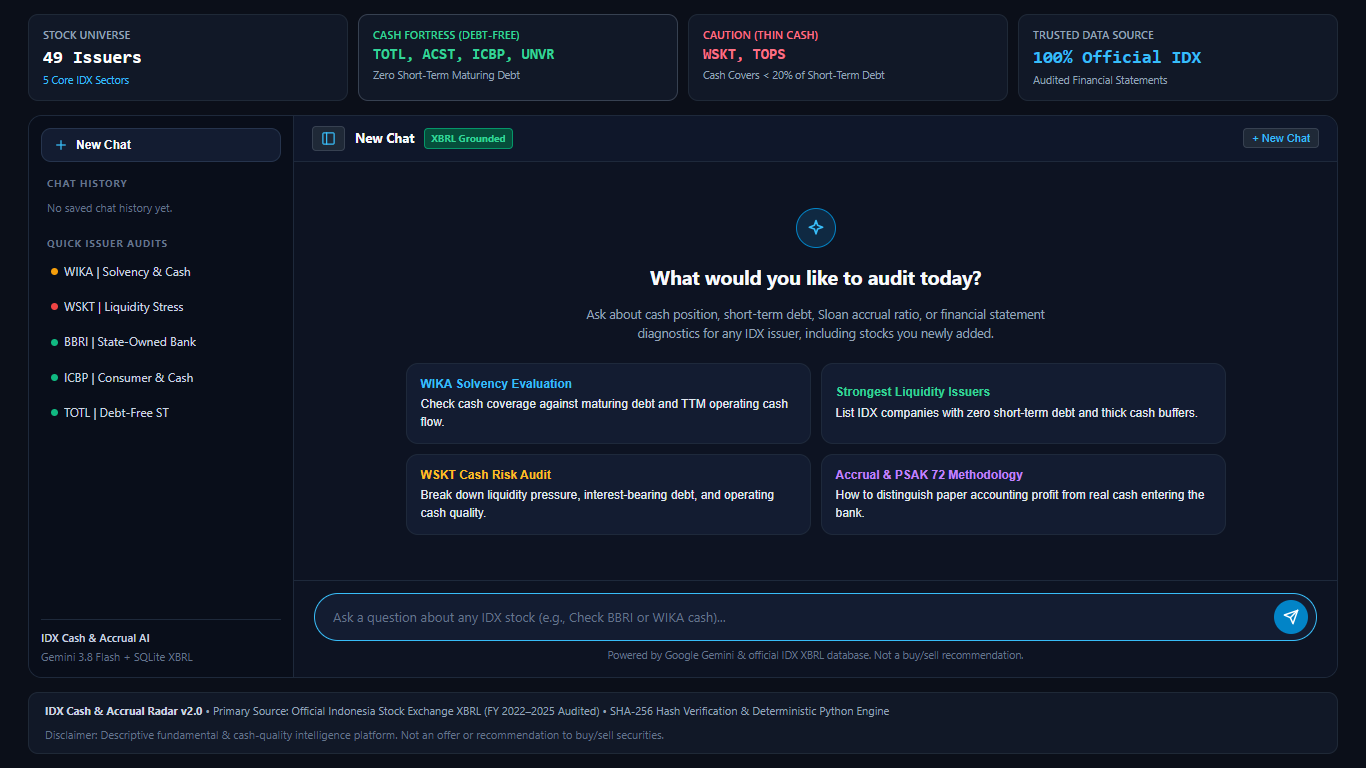 STOCK UNIVERSE
49 Issuers
5 Core IDX Sectors
CASH FORTRESS (DEBT-FREE)
TOTL, ACST, ICBP, UNVR
Zero Short-Term Maturing Debt
CAUTION (THIN CASH)
WSKT, TOPS
Cash Covers < 20% of Short-Term Debt
TRUSTED DATA SOURCE
100% Official IDX
Audited Financial Statements
+ New Chat
CHAT HISTORY
No saved chat history yet.
QUICK ISSUER AUDITS
WIKA | Solvency & Cash
WSKT | Liquidity Stress
BBRI | State-Owned Bank
ICBP | Consumer & Cash
TOTL | Debt-Free ST
IDX Cash & Accrual AI
Gemini 3.8 Flash + SQLite XBRL
New Chat XBRL Grounded
+ New Chat
What would you like to audit today?
Ask about cash position, short-term debt, Sloan accrual ratio, or financial statement
diagnostics for any IDX issuer, including stocks you newly added.
WIKA Solvency Evaluation
Check cash coverage against maturing debt and TTM operating cash
flow.
Strongest Liquidity Issuers
List IDX companies with zero short-term debt and thick cash buffers.
WSKT Cash Risk Audit
Break down liquidity pressure, interest-bearing debt, and operating
cash quality.
Accrual & PSAK 72 Methodology
How to distinguish paper accounting profit from real cash entering the
bank.
Ask a question about any IDX stock (e.g., Check BBRI or WIKA cash)...
Powered by Google Gemini & official IDX XBRL database. Not a buy/sell recommendation.
IDX Cash & Accrual Radar v2.0 • Primary Source: Official Indonesia Stock Exchange XBRL (FY 2022–2025 Audited) • SHA-256 Hash Verification & Deterministic Python Engine
Disclaimer: Descriptive fundamental & cash-quality intelligence platform. Not an offer or recommendation to buy/sell securities.